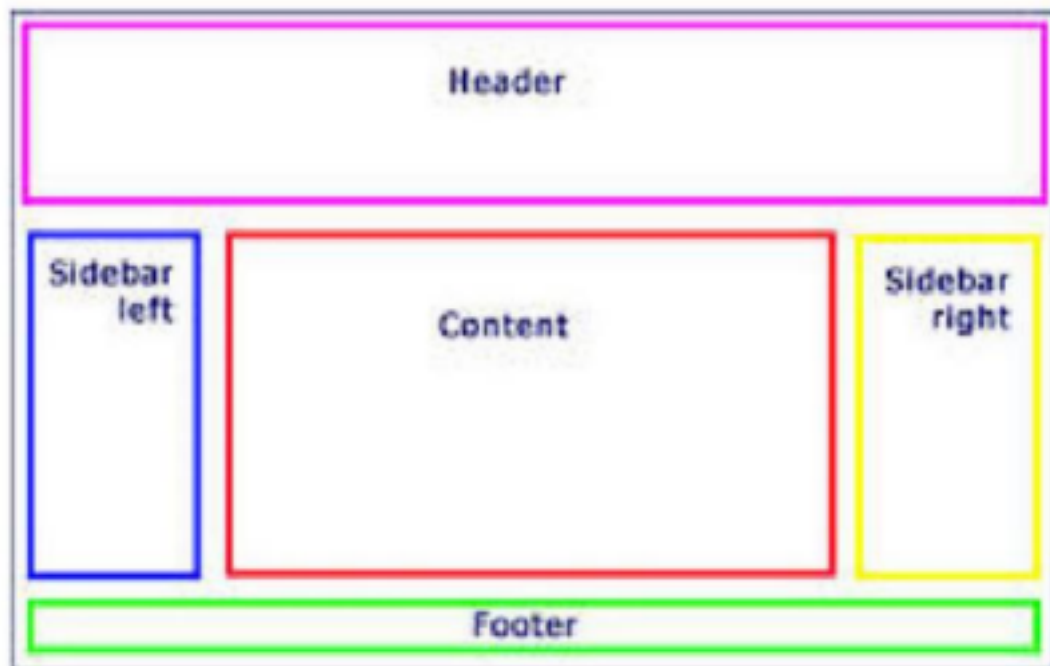 Header
Sidebar
left
Content
Sidebar
right
Footer